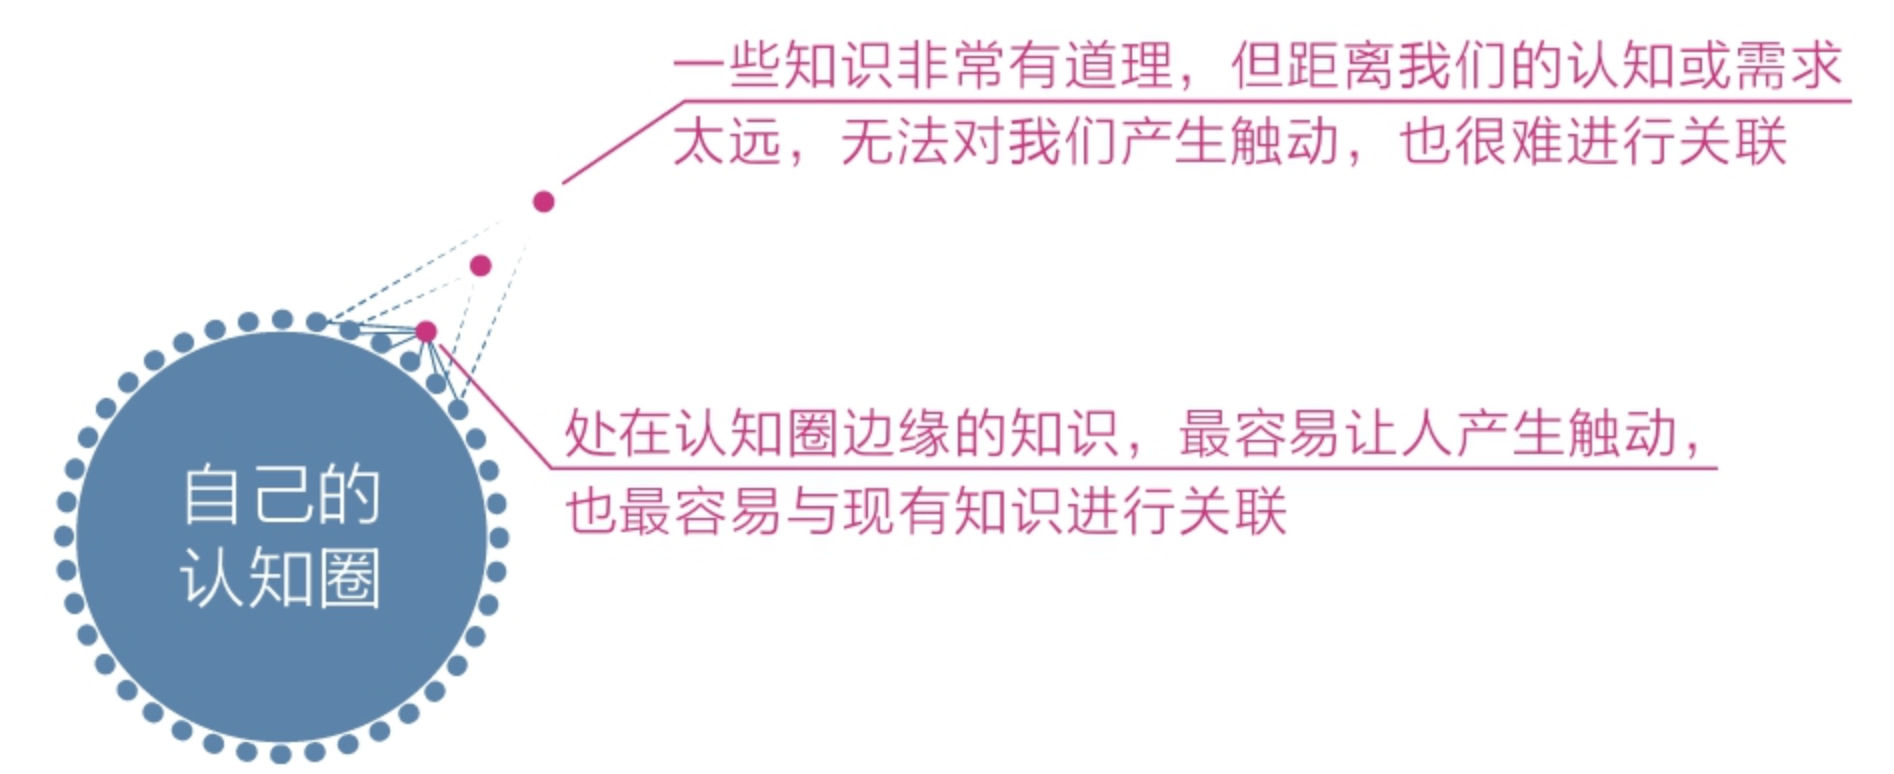 一些知识非常有道理，但距离我们的认知或需求
太远，无法对我们产生触动，也很难进行关联
处在认知圈边缘的知识，最容易让人产生触动，
也最容易与现有知识进行关联
自己的
认知圈